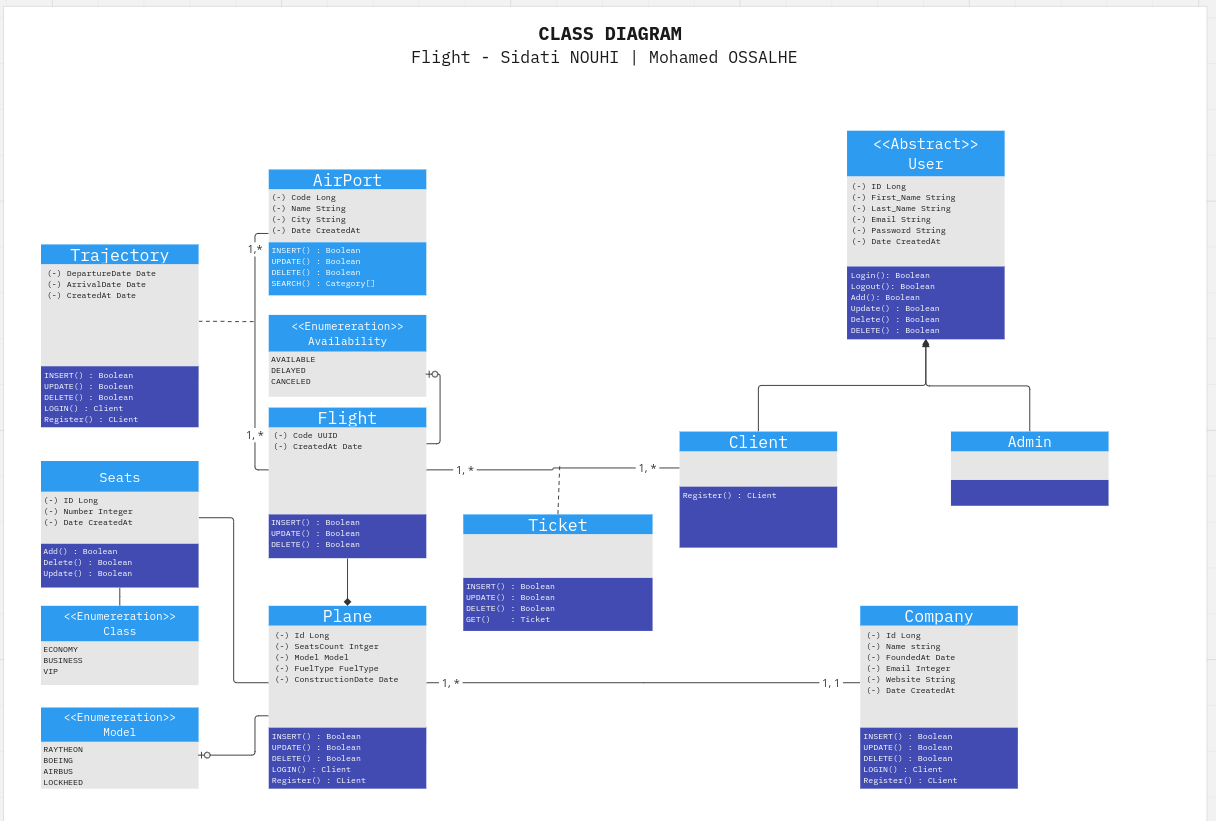 CLASS DIAGRAM
Flight - Sidati NOUHI | Mohamed OSSALHE
<<Abstract>>
User
(-) ID Long
(-) First_Name String
(-) Last_Name String
(-) Email String
(-) Password String
(-) Date CreatedAt
Login(): Boolean
Logout(): Boolean
Add(): Boolean
Update() : Boolean
Delete() : Boolean
DELETE() : Boolean
AirPort
(-) Code Long
(-) Name String
(-) City String
(-) Date CreatedAt
INSERT() : Boolean
UPDATE() : Boolean
DELETE() : Boolean
SEARCH() : Category[]
1,*
Trajectory
(-) DepartureDate Date
(-) ArrivalDate Date
(-) CreatedAt Date
INSERT() : Boolean
UPDATE() : Boolean
DELETE() : Boolean
LOGIN() : Client
Register() : CLient
<<Enumereration>>
Availability
AVAILABLE
DELAYED
CANCELED
Flight
1, *
(-) Code UUID
(-) CreatedAt Date
INSERT() : Boolean
UPDATE() : Boolean
DELETE() : Boolean
1, *
1, *
Client
Register() : CLient
Admin
Seats
(-) ID Long
(-) Number Integer
(-) Date CreatedAt
Add() : Boolean
Delete() : Boolean
Update() : Boolean
Ticket
INSERT() : Boolean
UPDATE() : Boolean
DELETE() : Boolean
GET() : Ticket
<<Enumereration>>
Class
ECONOMY
BUSINESS
VIP
Plane
(-) Id Long
(-) SeatsCount Intger
(-) Model Model
(-) FuelType FuelType
(-) ConstructionDate Date
INSERT() : Boolean
UPDATE() : Boolean
DELETE() : Boolean
LOGIN() : Client
Register() : CLient
1, *
1, 1
Company
(-) Id Long
(-) Name string
(-) FoundedAt Date
(-) Email Integer
(-) Website String
(-) Date CreatedAt
INSERT() : Boolean
UPDATE() : Boolean
DELETE() : Boolean
LOGIN() : Client
Register() : CLient
<<Enumereration>>
Model
RAYTHEON
BOEING
AIRBUS
LOCKHEED